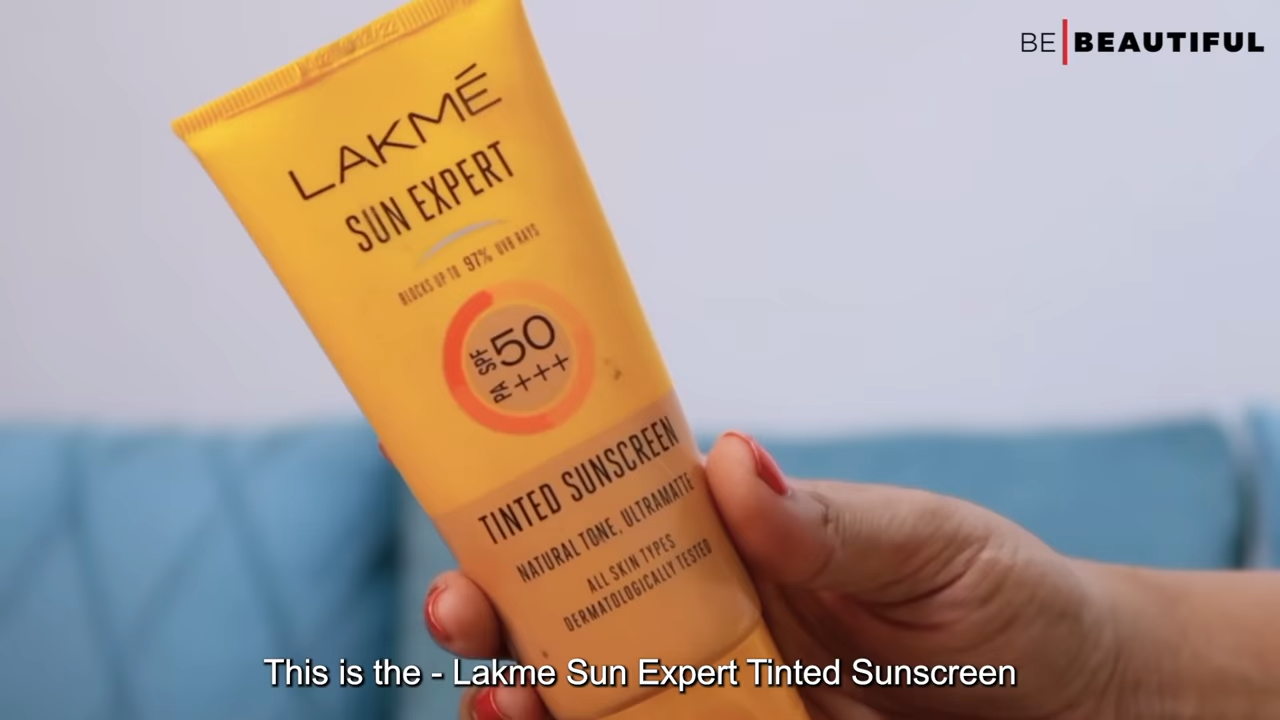 BE BEAUTIFUL
LAKMÉ
SUN EXPERT
BLOCKS UP TO 97% UVB RAYS
SPF 50
PA +++
TINTED SUNSCREEN
NATURAL TONE, ULTRAMATTE
ALL SKIN TYPES
DERMATOLOGICALLY TESTED
This is the - Lakme Sun Expert Tinted Sunscreen